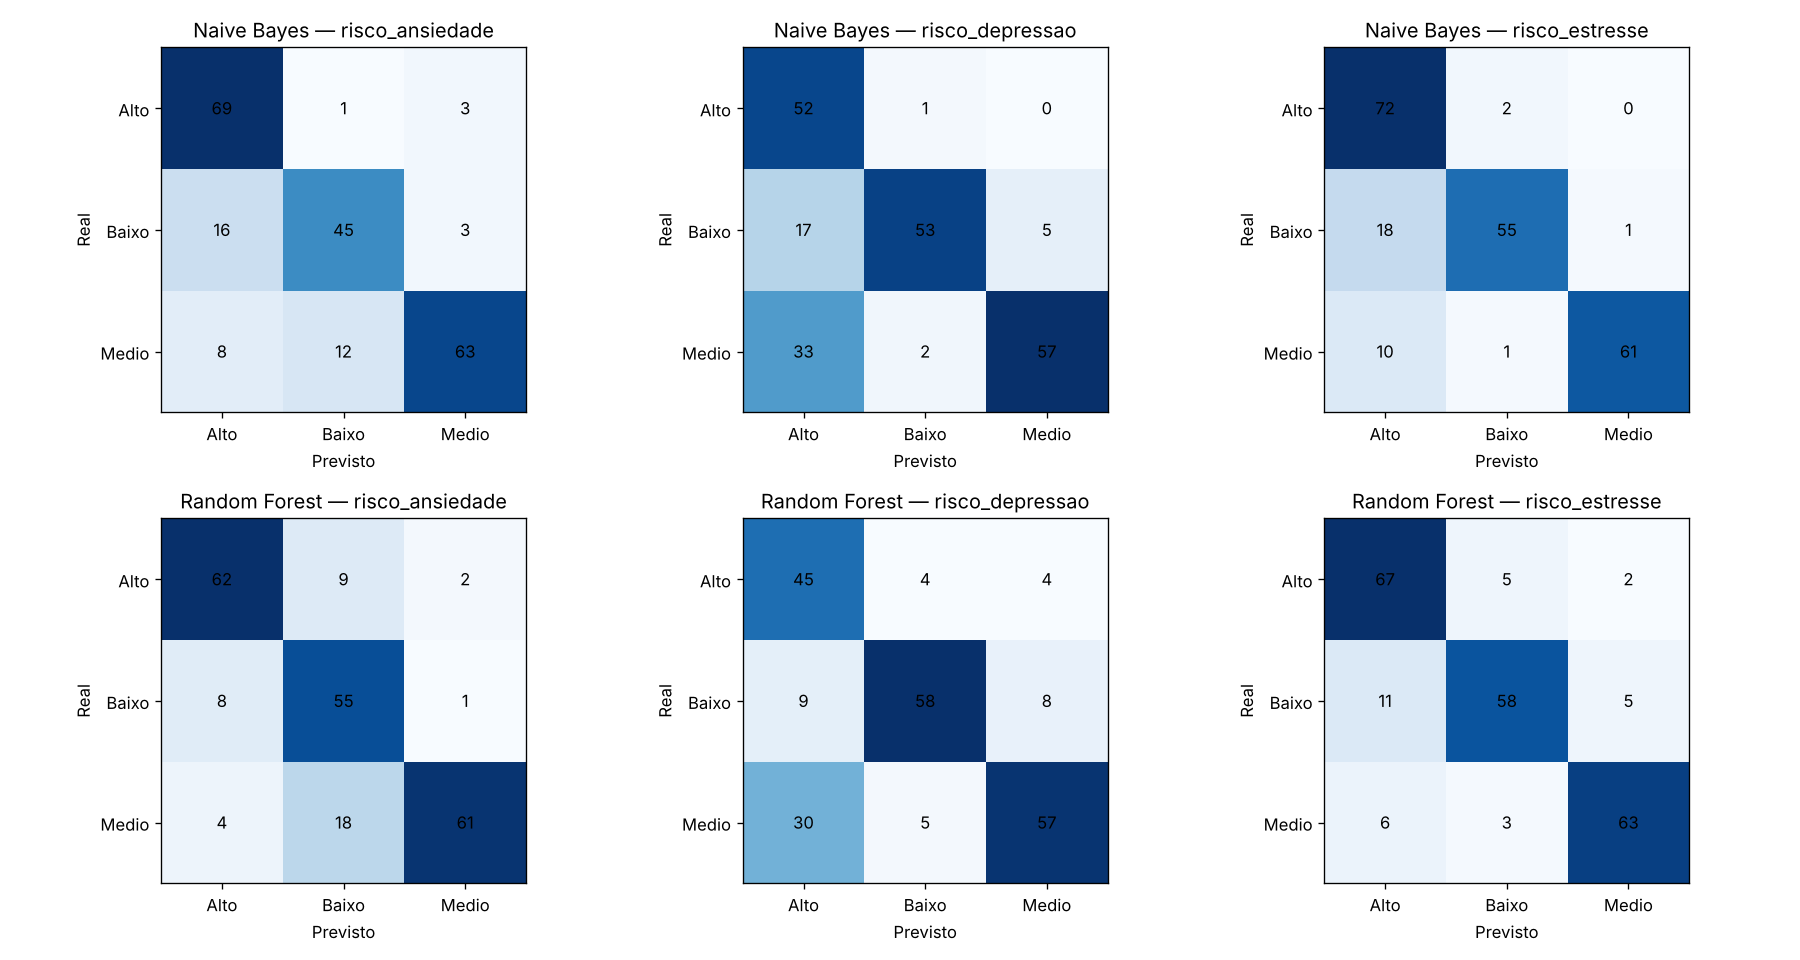 Naive Bayes — risco_ansiedade
Naive Bayes — risco_depressao
Naive Bayes — risco_estresse
Real
Alto
69 1 3
Baixo
16 45 3
Medio
8 12 63
Alto Baixo Medio
Previsto
Real
Alto
52 1 0
Baixo
17 53 5
Medio
33 2 57
Alto Baixo Medio
Previsto
Real
Alto
72 2 0
Baixo
18 55 1
Medio
10 1 61
Alto Baixo Medio
Previsto
Random Forest — risco_ansiedade
Random Forest — risco_depressao
Random Forest — risco_estresse
Real
Alto
62 9 2
Baixo
8 55 1
Medio
4 18 61
Alto Baixo Medio
Previsto
Real
Alto
45 4 4
Baixo
9 58 8
Medio
30 5 57
Alto Baixo Medio
Previsto
Real
Alto
67 5 2
Baixo
11 58 5
Medio
6 3 63
Alto Baixo Medio
Previsto